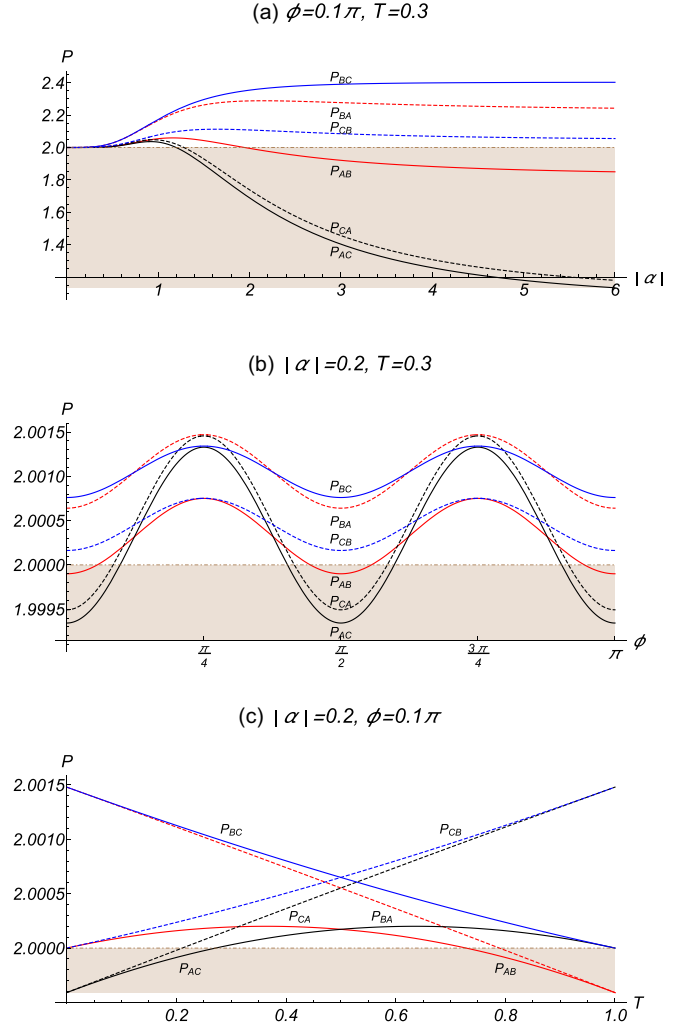 (a) ϕ=0.1π, T=0.3
P
2.4
2.2
2.0
1.8
1.6
1.4
P_BC
P_BA
P_CB
P_AB
P_CA
P_AC
1 2 3 4 5 6 |α|
(b) |α|=0.2, T=0.3
P
2.0015
2.0010
2.0005
2.0000
1.9995
P_BC
P_BA
P_CB
P_AB
P_CA
P_AC
π/4 π/2 3π/4 π ϕ
(c) |α|=0.2, ϕ=0.1π
P
2.0015
2.0010
2.0005
2.0000
P_BC P_CB
P_CA P_BA
P_AC P_AB
0.2 0.4 0.6 0.8 1.0 T